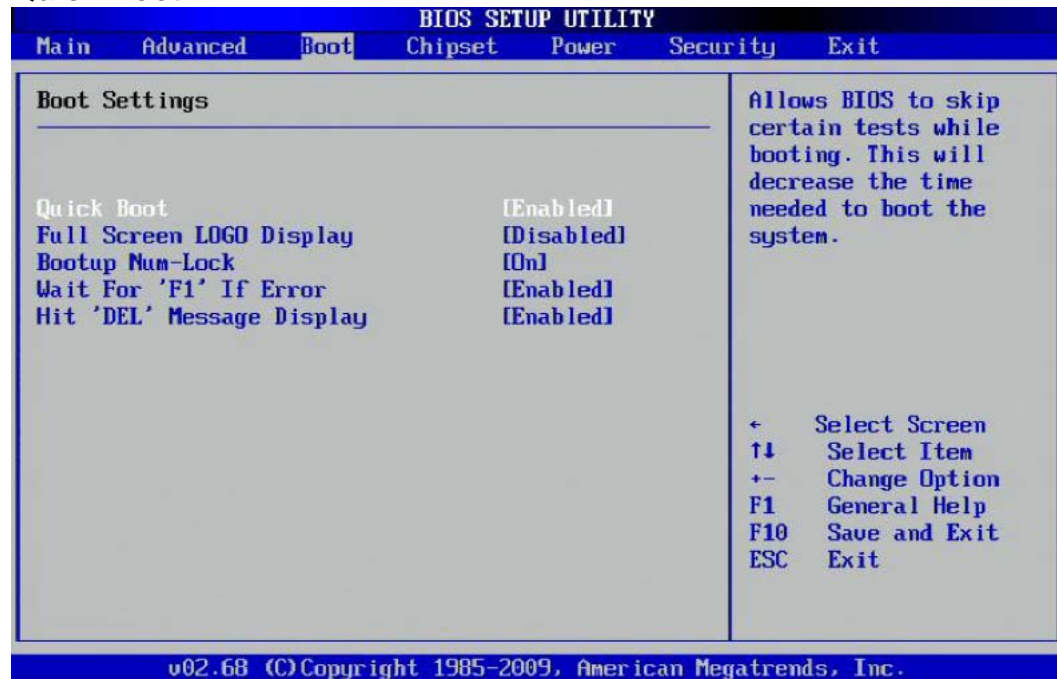 BIOS SETUP UTILITY
Main Advanced Boot Chipset Power Security Exit
Boot Settings
Quick Boot [Enabled]
Full Screen LOGO Display [Disabled]
Bootup Num-Lock [On]
Wait For 'F1' If Error [Enabled]
Hit 'DEL' Message Display [Enabled]
Allows BIOS to skip
certain tests while
booting. This will
decrease the time
needed to boot the
system.
← Select Screen
↑↓ Select Item
+- Change Option
F1 General Help
F10 Save and Exit
ESC Exit
v02.68 (C)Copyright 1985-2009, American Megatrends, Inc.